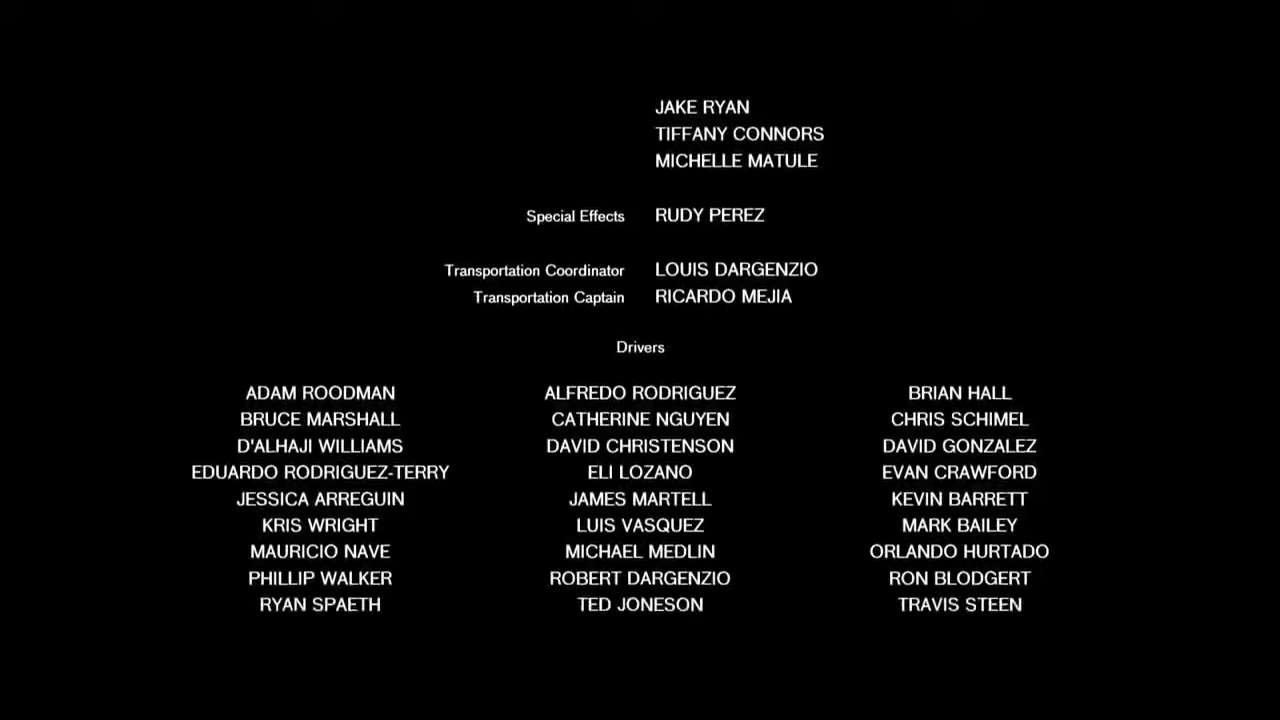 JAKE RYAN
TIFFANY CONNORS
MICHELLE MATULE
Special Effects RUDY PEREZ
Transportation Coordinator LOUIS DARGENZIO
Transportation Captain RICARDO MEJIA
Drivers
ADAM ROODMAN ALFREDO RODRIGUEZ BRIAN HALL
BRUCE MARSHALL CATHERINE NGUYEN CHRIS SCHIMEL
D'ALHAJI WILLIAMS DAVID CHRISTENSON DAVID GONZALEZ
EDUARDO RODRIGUEZ-TERRY ELI LOZANO EVAN CRAWFORD
JESSICA ARREGUIN JAMES MARTELL KEVIN BARRETT
KRIS WRIGHT LUIS VASQUEZ MARK BAILEY
MAURICIO NAVE MICHAEL MEDLIN ORLANDO HURTADO
PHILLIP WALKER ROBERT DARGENZIO RON BLODGERT
RYAN SPAETH TED JONESON TRAVIS STEEN